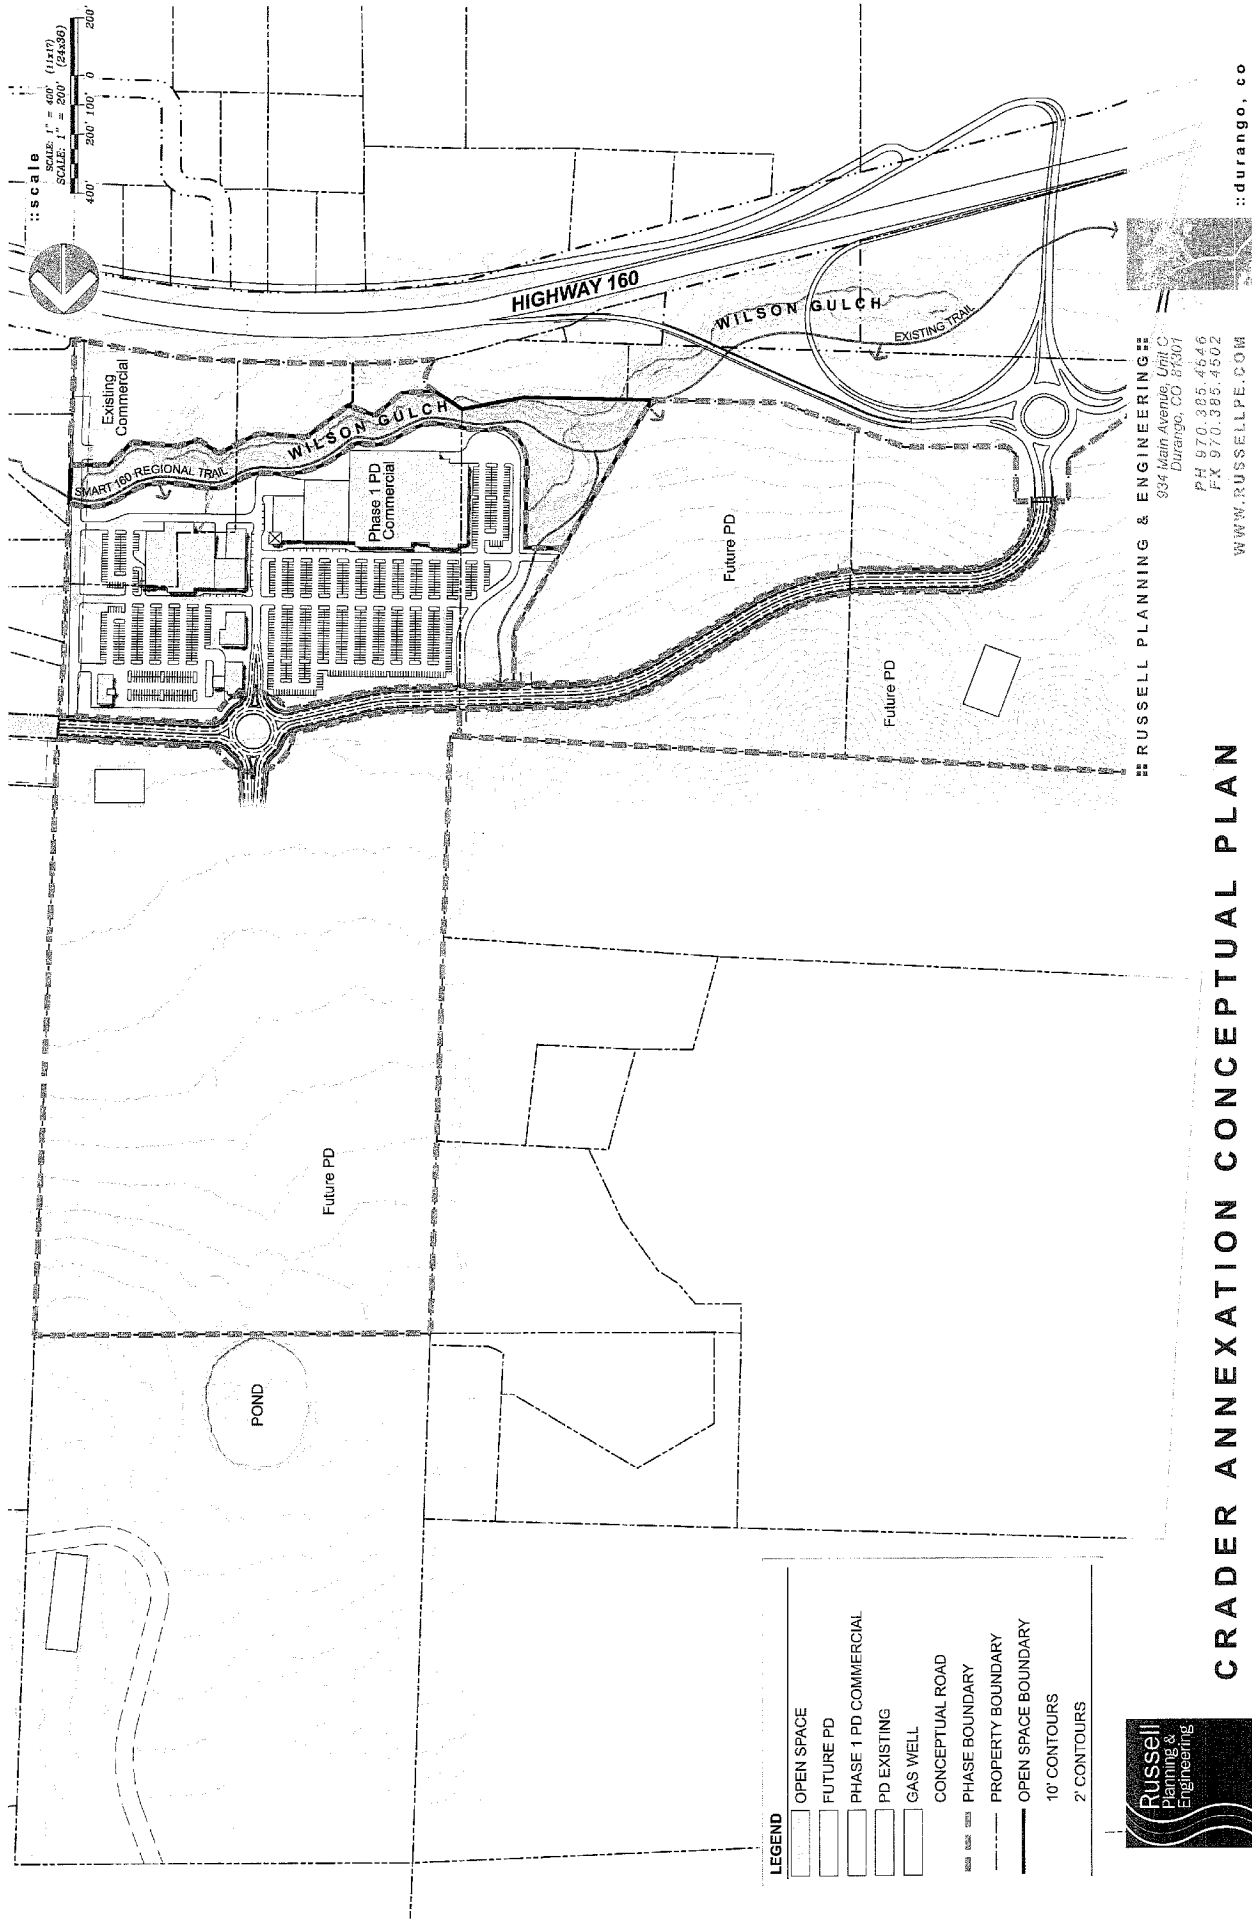 ::scale
SCALE: 1" = 400' (11x17)
SCALE: 1" = 200' (24x36)
400' 200' 100' 0 200'
Existing
Commercial
SMART 160 REGIONAL TRAIL
WILSON GULCH
Phase 1 PD
Commercial
HIGHWAY 160
WILSON GULCH
EXISTING TRAIL
Future PD
Future PD
Future PD
POND
LEGEND
OPEN SPACE
FUTURE PD
PHASE 1 PD COMMERCIAL
PD EXISTING
GAS WELL
CONCEPTUAL ROAD
PHASE BOUNDARY
PROPERTY BOUNDARY
OPEN SPACE BOUNDARY
10' CONTOURS
2' CONTOURS
Russell
Planning &
Engineering
CRADER ANNEXATION CONCEPTUAL PLAN
RUSSELL PLANNING & ENGINEERING
934 Main Avenue, Unit C
Durango, CO 81301
PH 970.385.4546
FX 970.385.4502
WWW.RUSSELLPE.COM
::durango, co